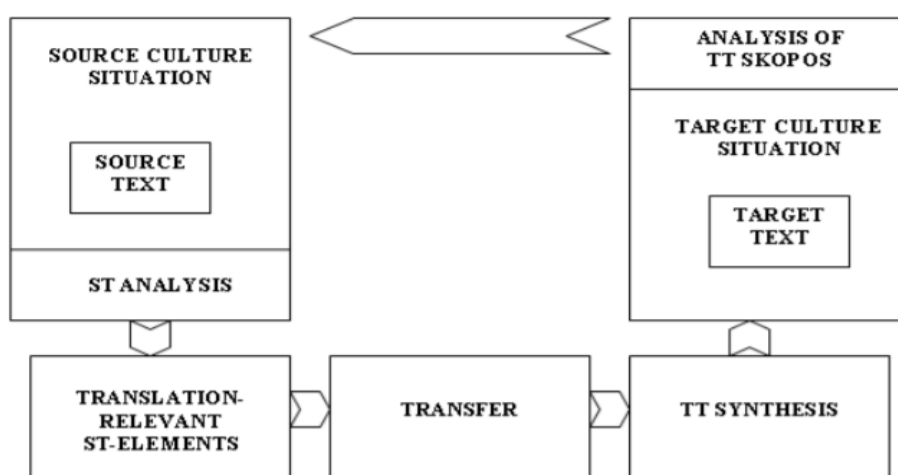 SOURCE CULTURE
SITUATION
SOURCE
TEXT
ST ANALYSIS
ANALYSIS OF
TT SKOPOS
TARGET CULTURE
SITUATION
TARGET
TEXT
TRANSLATION-
RELEVANT
ST-ELEMENTS
TRANSFER
TT SYNTHESIS